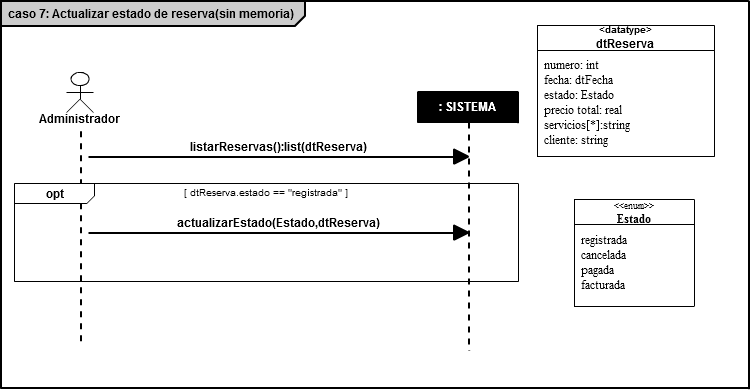 caso 7: Actualizar estado de reserva(sin memoria)
<datatype>
dtReserva
numero: int
fecha: dtFecha
estado: Estado
precio total: real
servicios[*]:string
cliente: string
Administrador
: SISTEMA
listarReservas():list(dtReserva)
opt
[ dtReserva.estado == "registrada" ]
actualizarEstado(Estado,dtReserva)
<<enum>>
Estado
registrada
cancelada
pagada
facturada